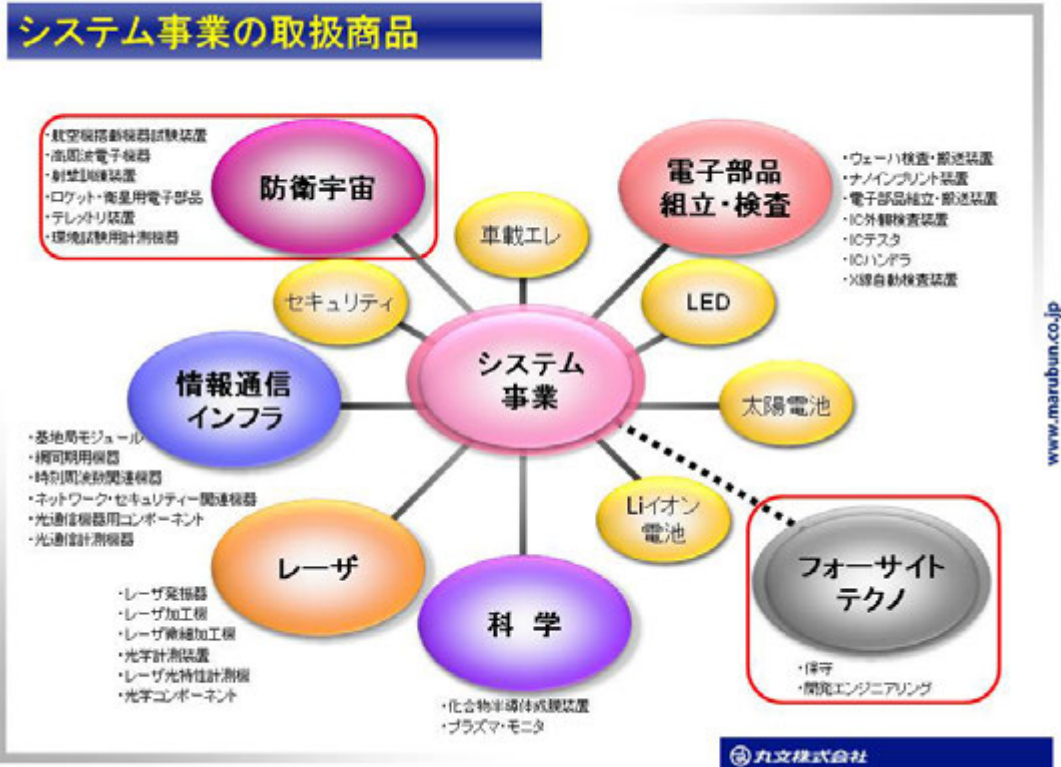 システム事業の取扱商品
・航空機搭載機器試験装置
・高周波電子機器
・射撃訓練装置
・ロケット・衛星用電子部品
・テレメトリ装置
・環境試験用計測機器
防衛宇宙
電子部品
組立・検査
・ウェーハ検査・搬送装置
・ナノインプリント装置
・電子部品組立・搬送装置
・IC外観検査装置
・ICテスタ
・ICハンドラ
・X線自動検査装置
車載エレ
セキュリティ
LED
システム
事業
情報通信
インフラ
太陽電池
・基地局モジュール
・網同期用機器
・時刻周波数関連機器
・ネットワーク・セキュリティー関連機器
・光通信機器用コンポーネント
・光通信計測機器
Liイオン
電池
レーザ
・レーザ発振器
・レーザ加工機
・レーザ微細加工機
・光学計測装置
・レーザ光特性計測機
・光学コンポーネント
科 学
・化合物半導体成膜装置
・プラズマ・モニタ
フォーサイト
テクノ
・保守
・開発エンジニアリング
www.marubun.co.jp
丸文株式会社